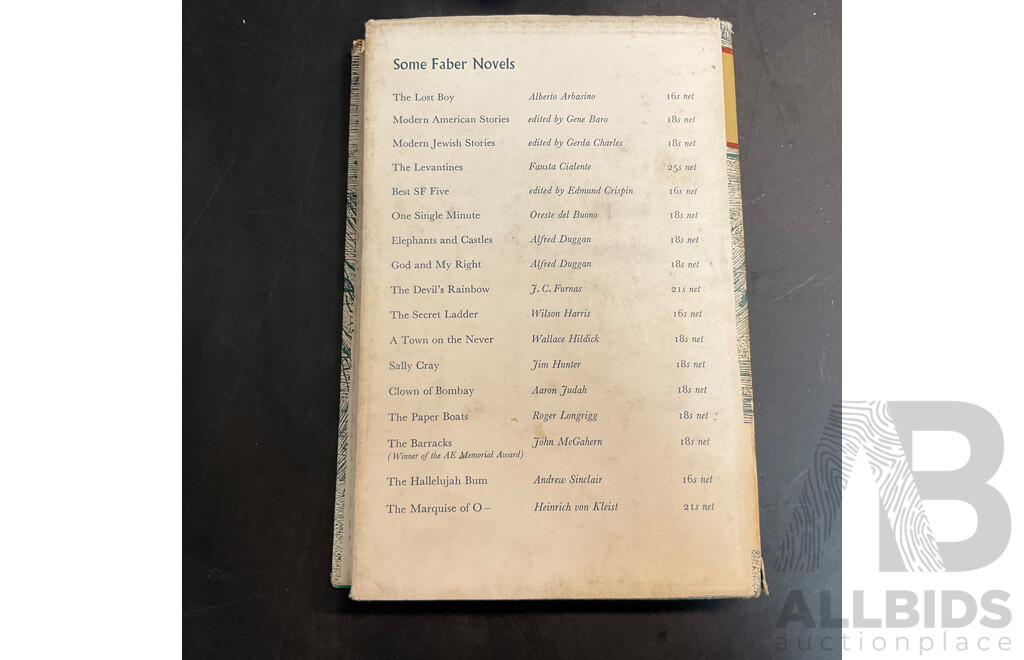 Some Faber Novels
The Lost Boy Alberto Arbasino 16s net
Modern American Stories edited by Gene Baro 18s net
Modern Jewish Stories edited by Gerda Charles 18s net
The Levantines Fausta Cialente 25s net
Best SF Five edited by Edmund Crispin 16s net
One Single Minute Oreste del Buono 18s net
Elephants and Castles Alfred Duggan 18s net
God and My Right Alfred Duggan 18s net
The Devil's Rainbow J. C. Furnas 21s net
The Secret Ladder Wilson Harris 16s net
A Town on the Never Wallace Hildick 18s net
Sally Cray Jim Hunter 18s net
Clown of Bombay Aaron Judah 18s net
The Paper Boats Roger Longrigg 18s net
The Barracks John McGahern 18s net
(Winner of the AE Memorial Award)
The Hallelujah Bum Andrew Sinclair 16s net
The Marquise of O– Heinrich von Kleist 21s net
AB
ALLBIDS
auctionplace